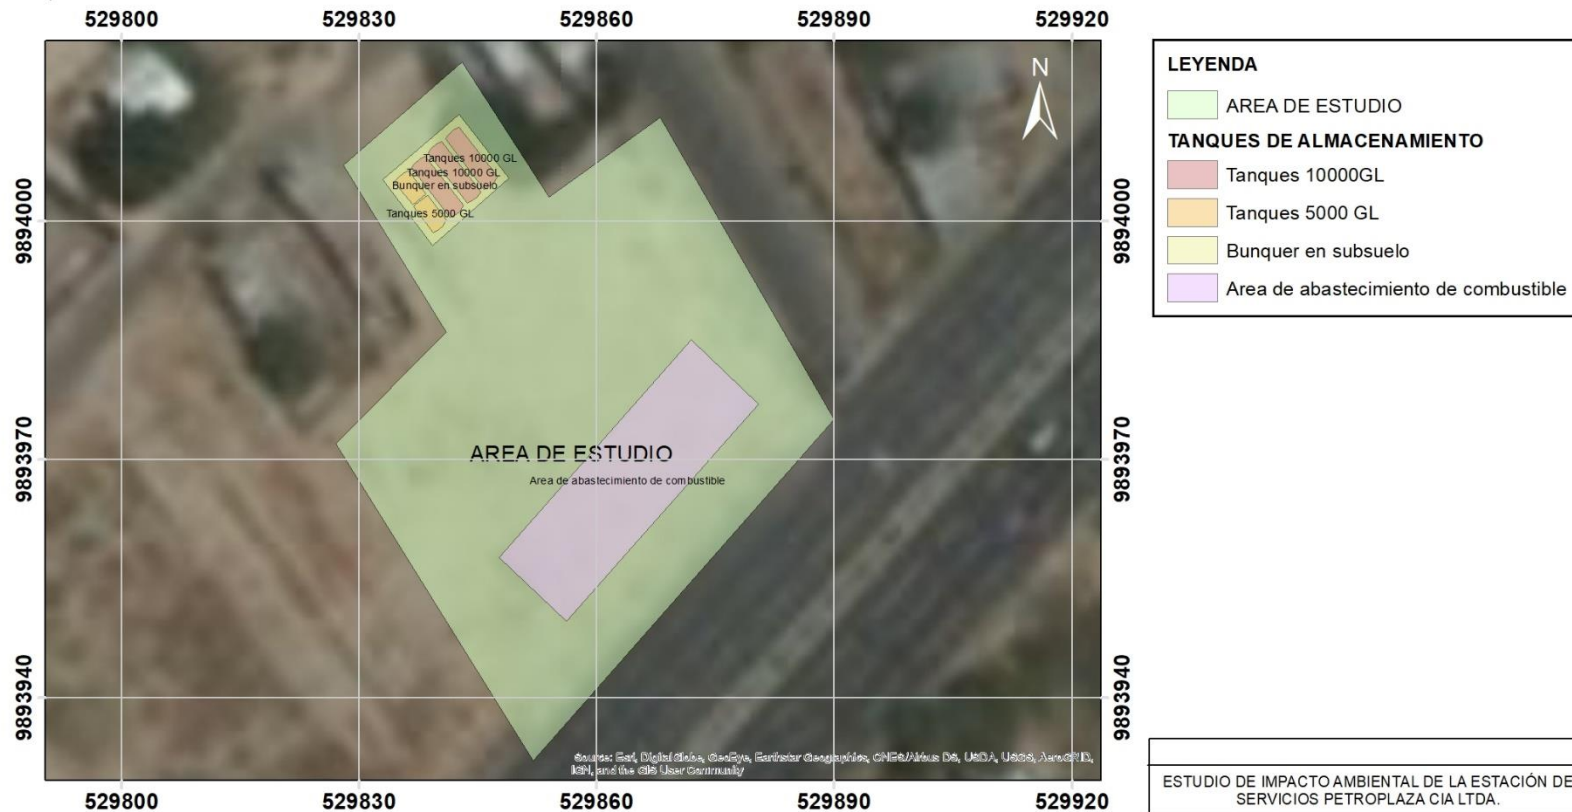 529800 529830 529860 529890 529920
N
9894000
9893970
9893940
Tanques 10000 GL
Tanques 10000 GL
Bunquer en subsuelo
Tanques 5000 GL
AREA DE ESTUDIO
Area de abastecimiento de combustible
Source: Esri, DigitalGlobe, GeoEye, Earthstar Geographics, CNES/Airbus DS, USDA, USGS, AeroGRID,
IGN, and the GIS User Community
9894000
9893970
9893940
529800 529830 529860 529890 529920
LEYENDA
AREA DE ESTUDIO
TANQUES DE ALMACENAMIENTO
Tanques 10000GL
Tanques 5000 GL
Bunquer en subsuelo
Area de abastecimiento de combustible
ESTUDIO DE IMPACTO AMBIENTAL DE LA ESTACIÓN DE
SERVICIOS PETROPLAZA CIA LTDA.